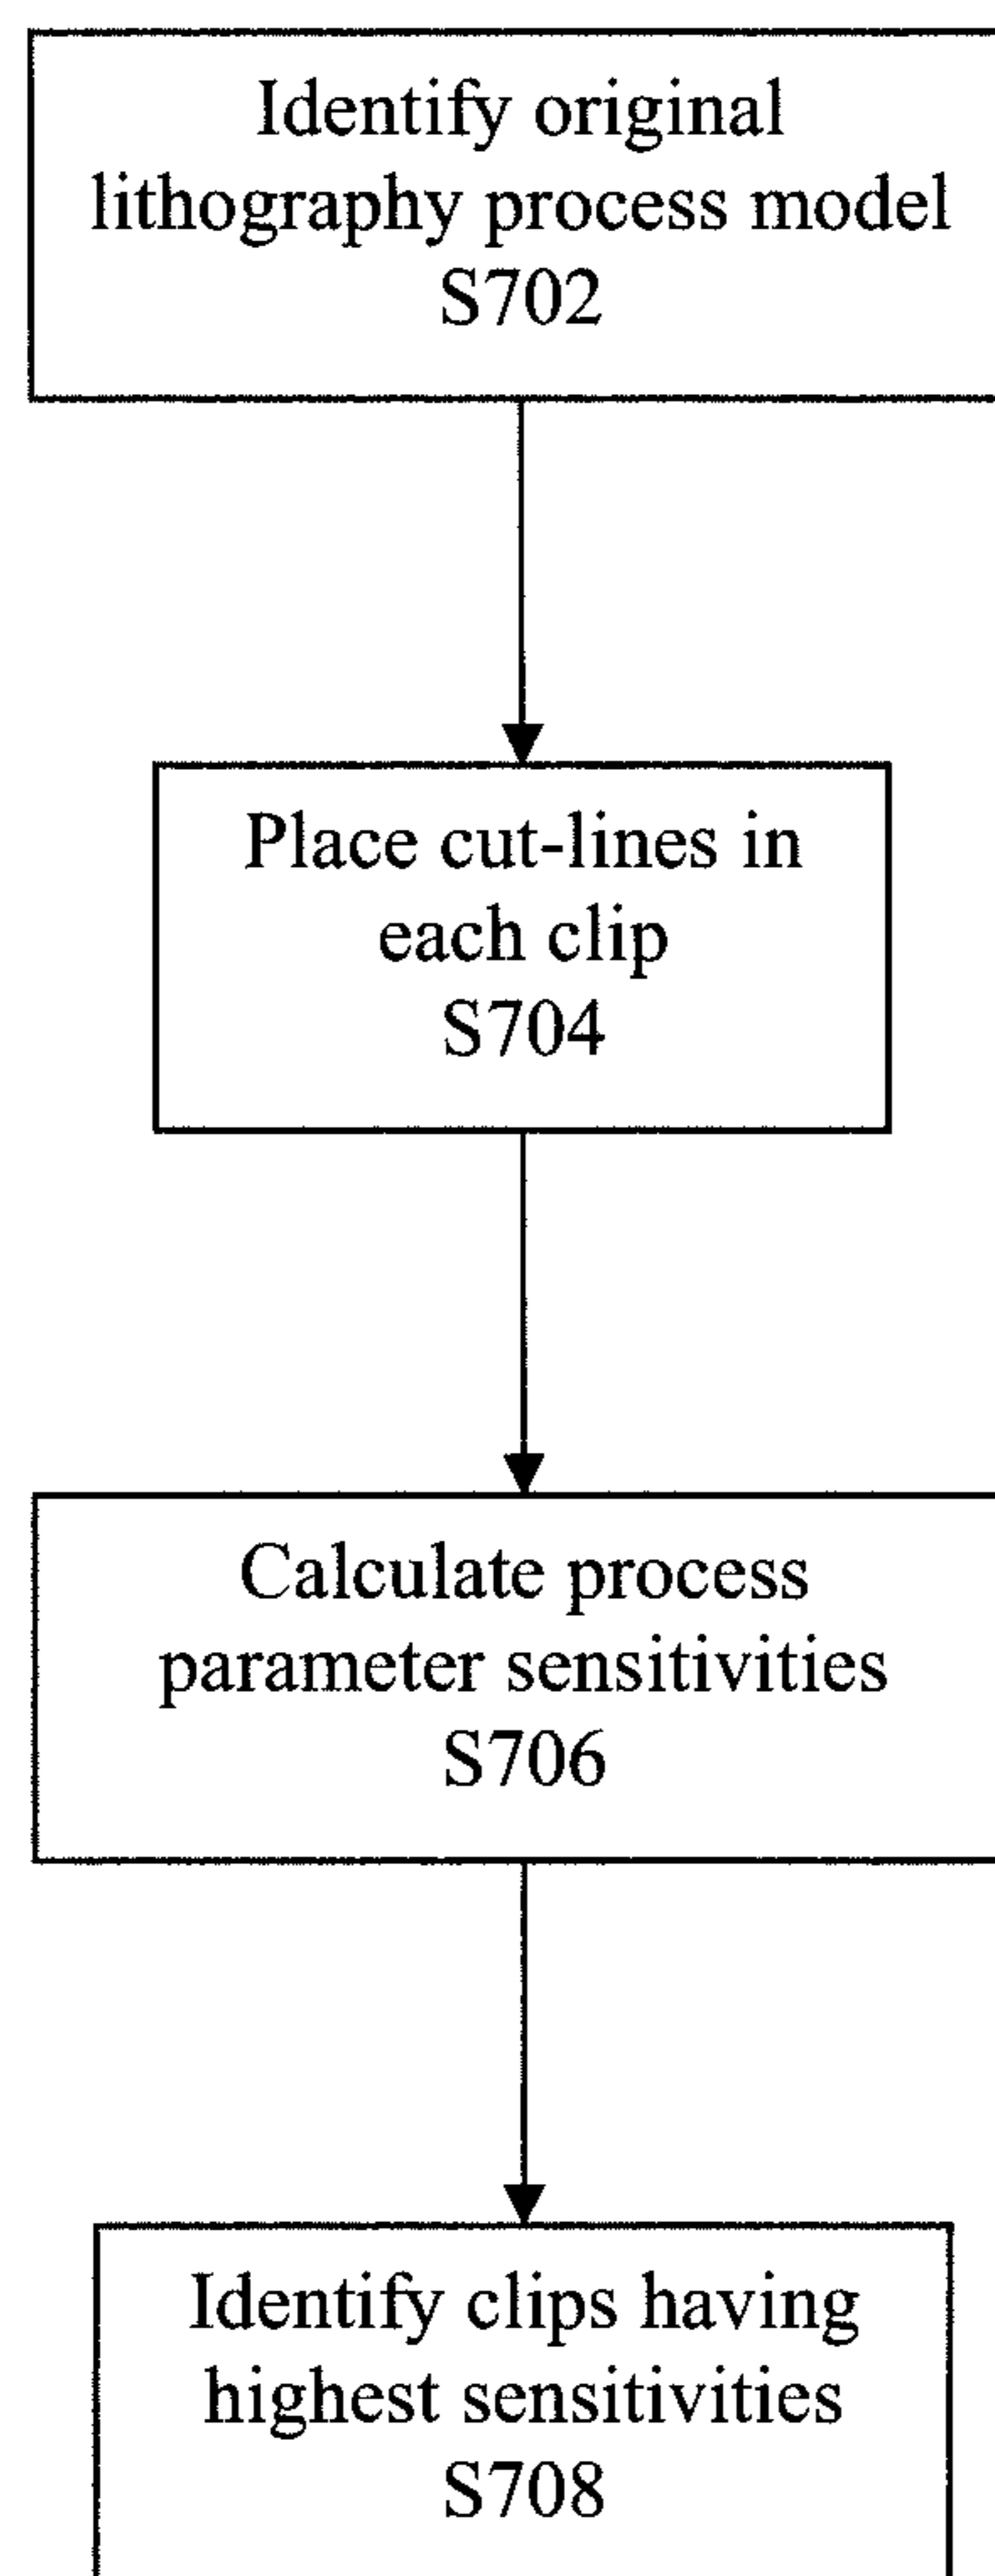 Identify original
lithography process model
S702
Place cut-lines in
each clip
S704
Calculate process
parameter sensitivities
S706
Identify clips having
highest sensitivities
S708